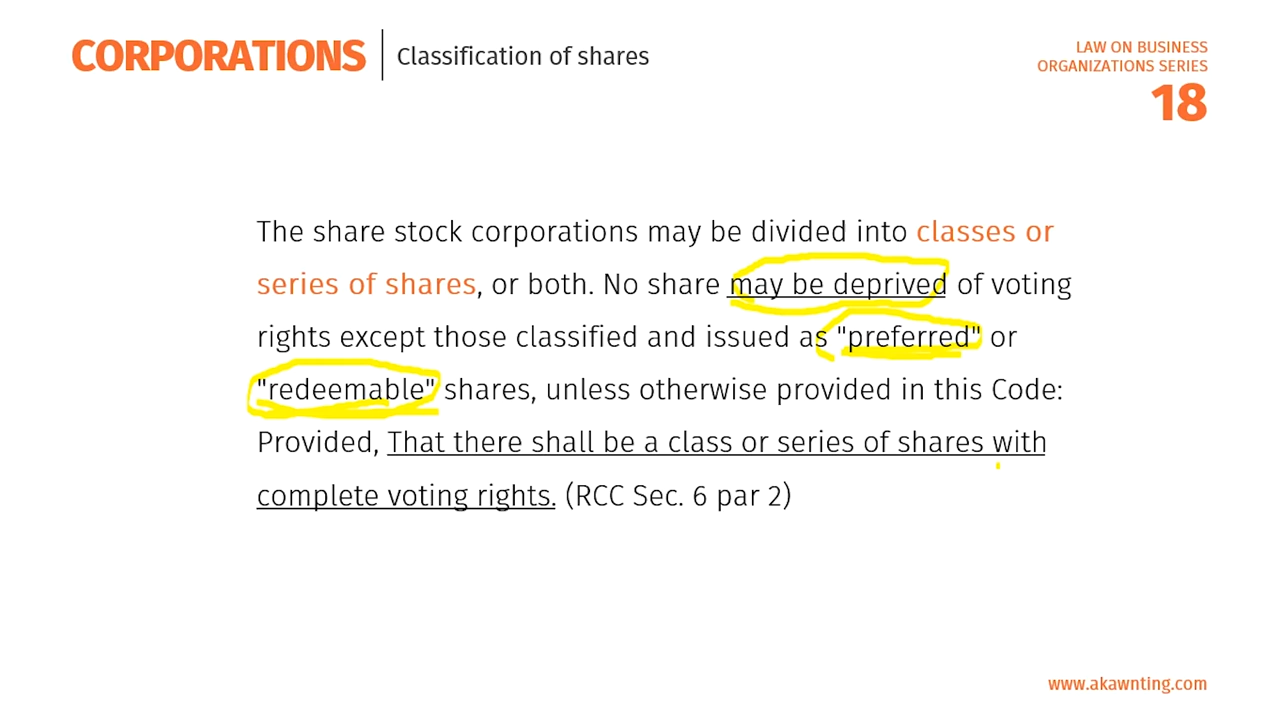 CORPORATIONS
Classification of shares
LAW ON BUSINESS
ORGANIZATIONS SERIES
18
The share stock corporations may be divided into classes or
series of shares, or both. No share may be deprived of voting
rights except those classified and issued as "preferred" or
"redeemable" shares, unless otherwise provided in this Code:
Provided, That there shall be a class or series of shares with
complete voting rights. (RCC Sec. 6 par 2)
www.akawnting.com